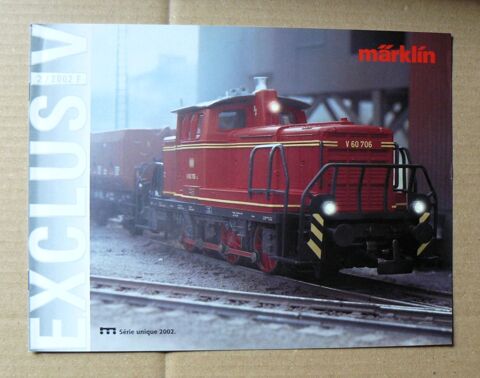 EXCLUSIV
2/2002 F
märklin
V 60 706
Série unique 2002.